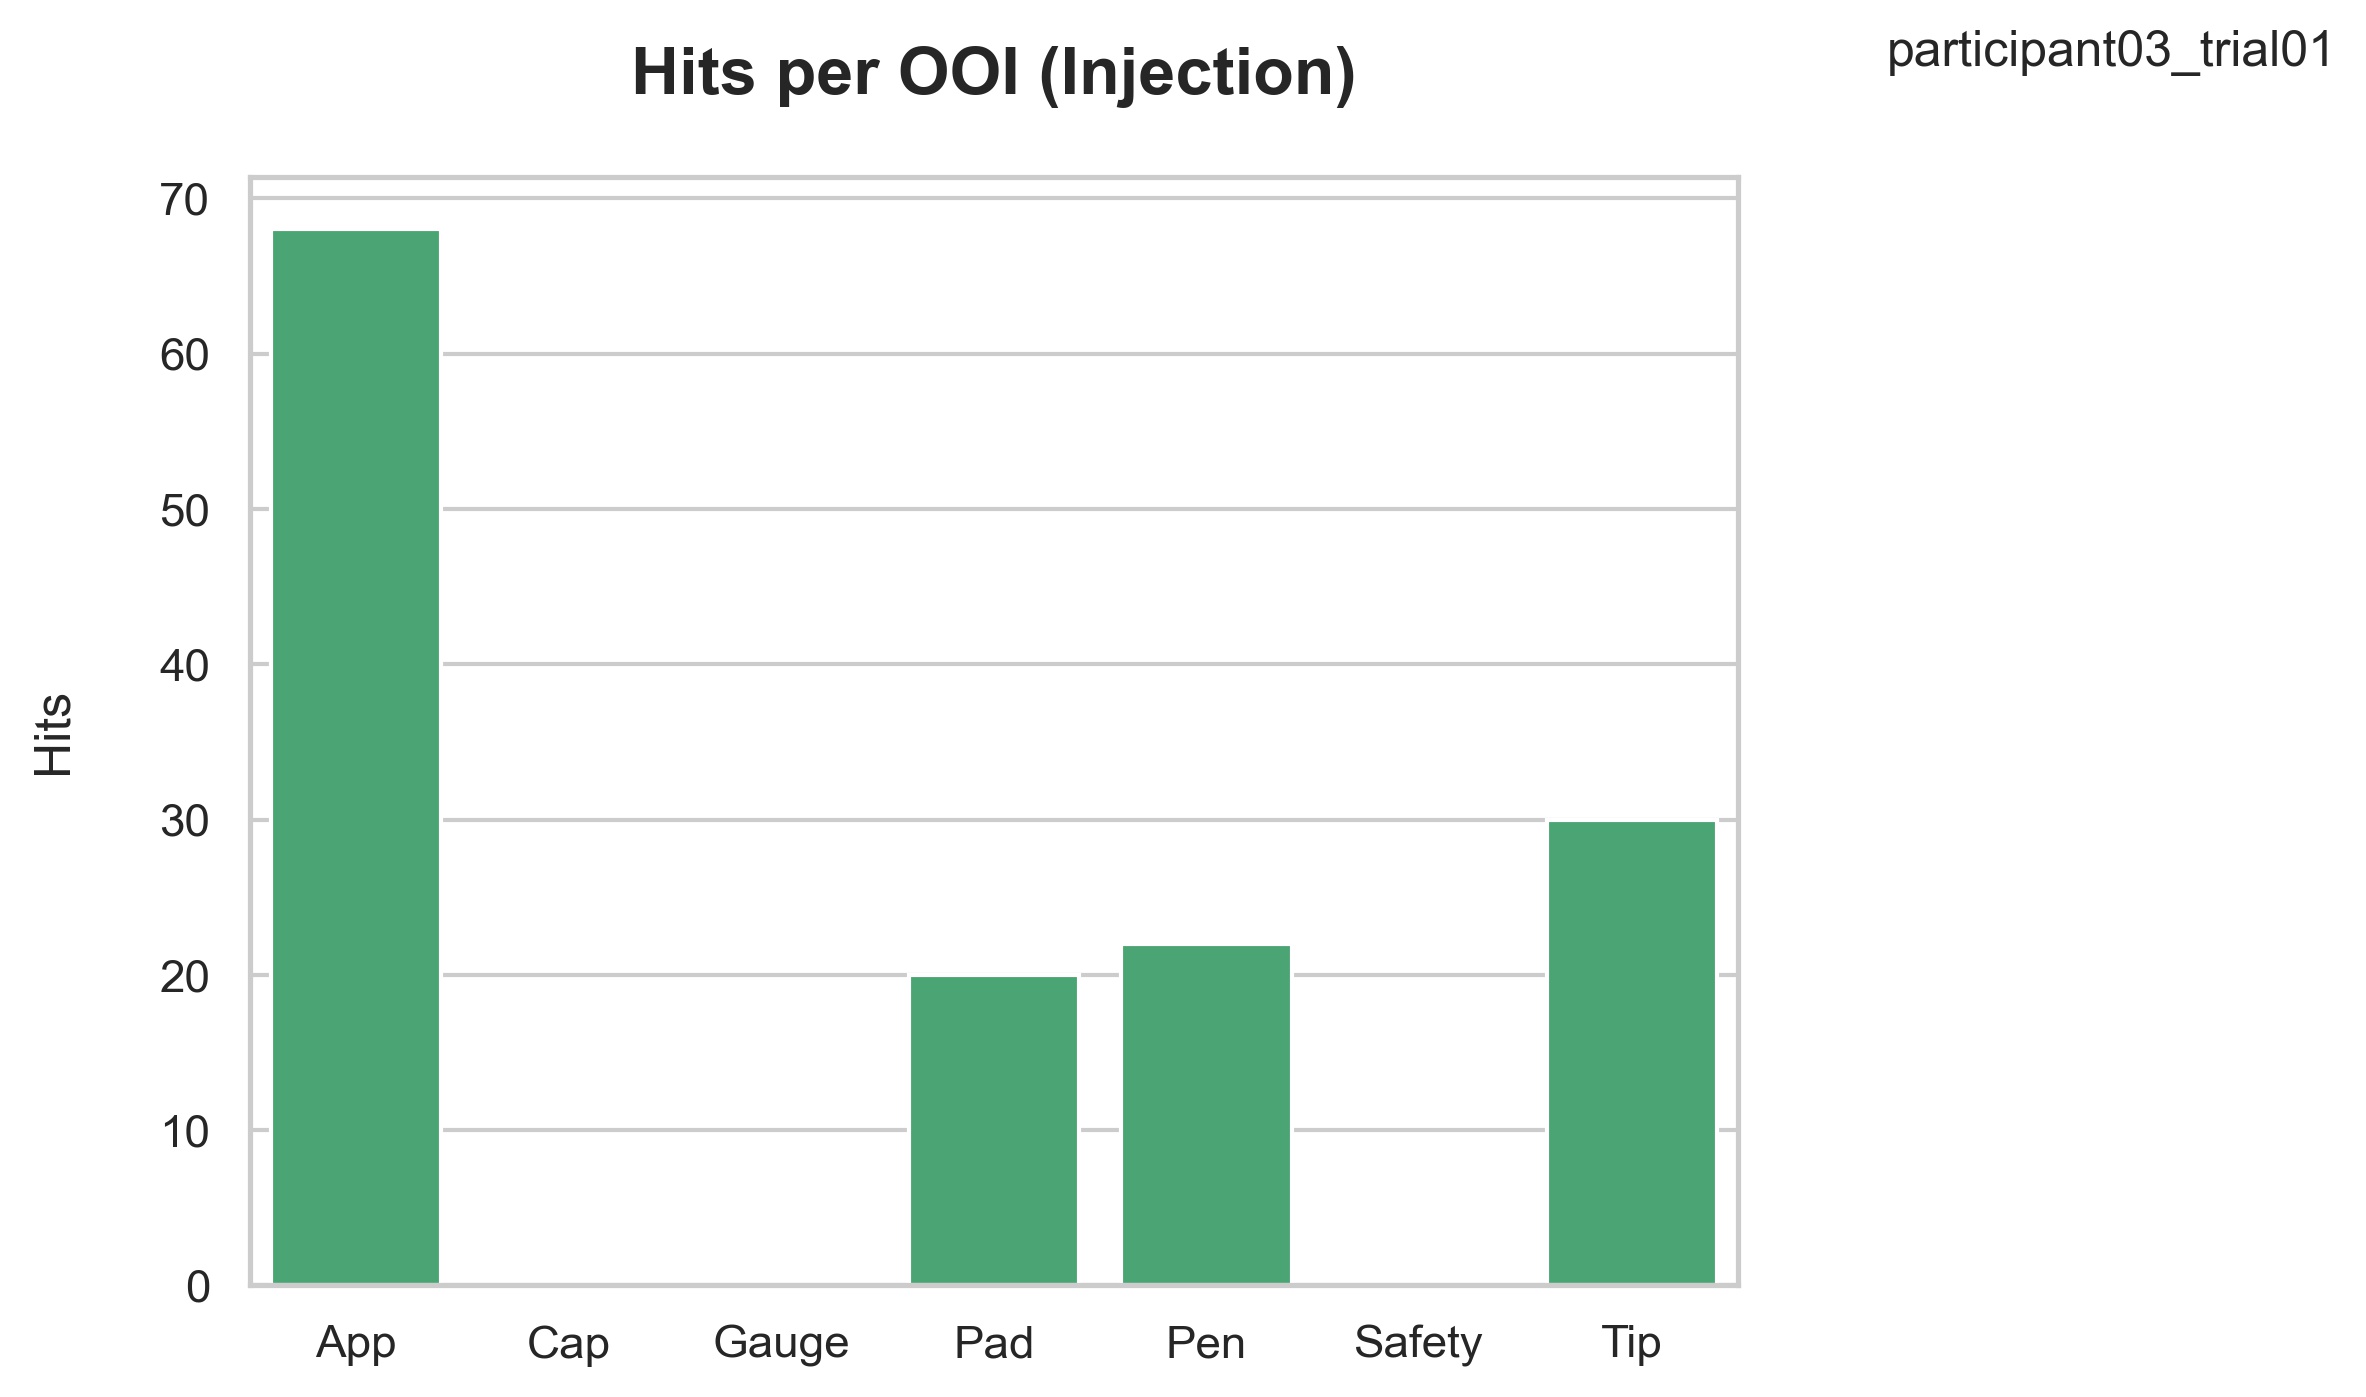 participant03_trial01
Hits per OOI (Injection)
Hits
70
60
50
40
30
20
10
0
App Cap Gauge Pad Pen Safety Tip